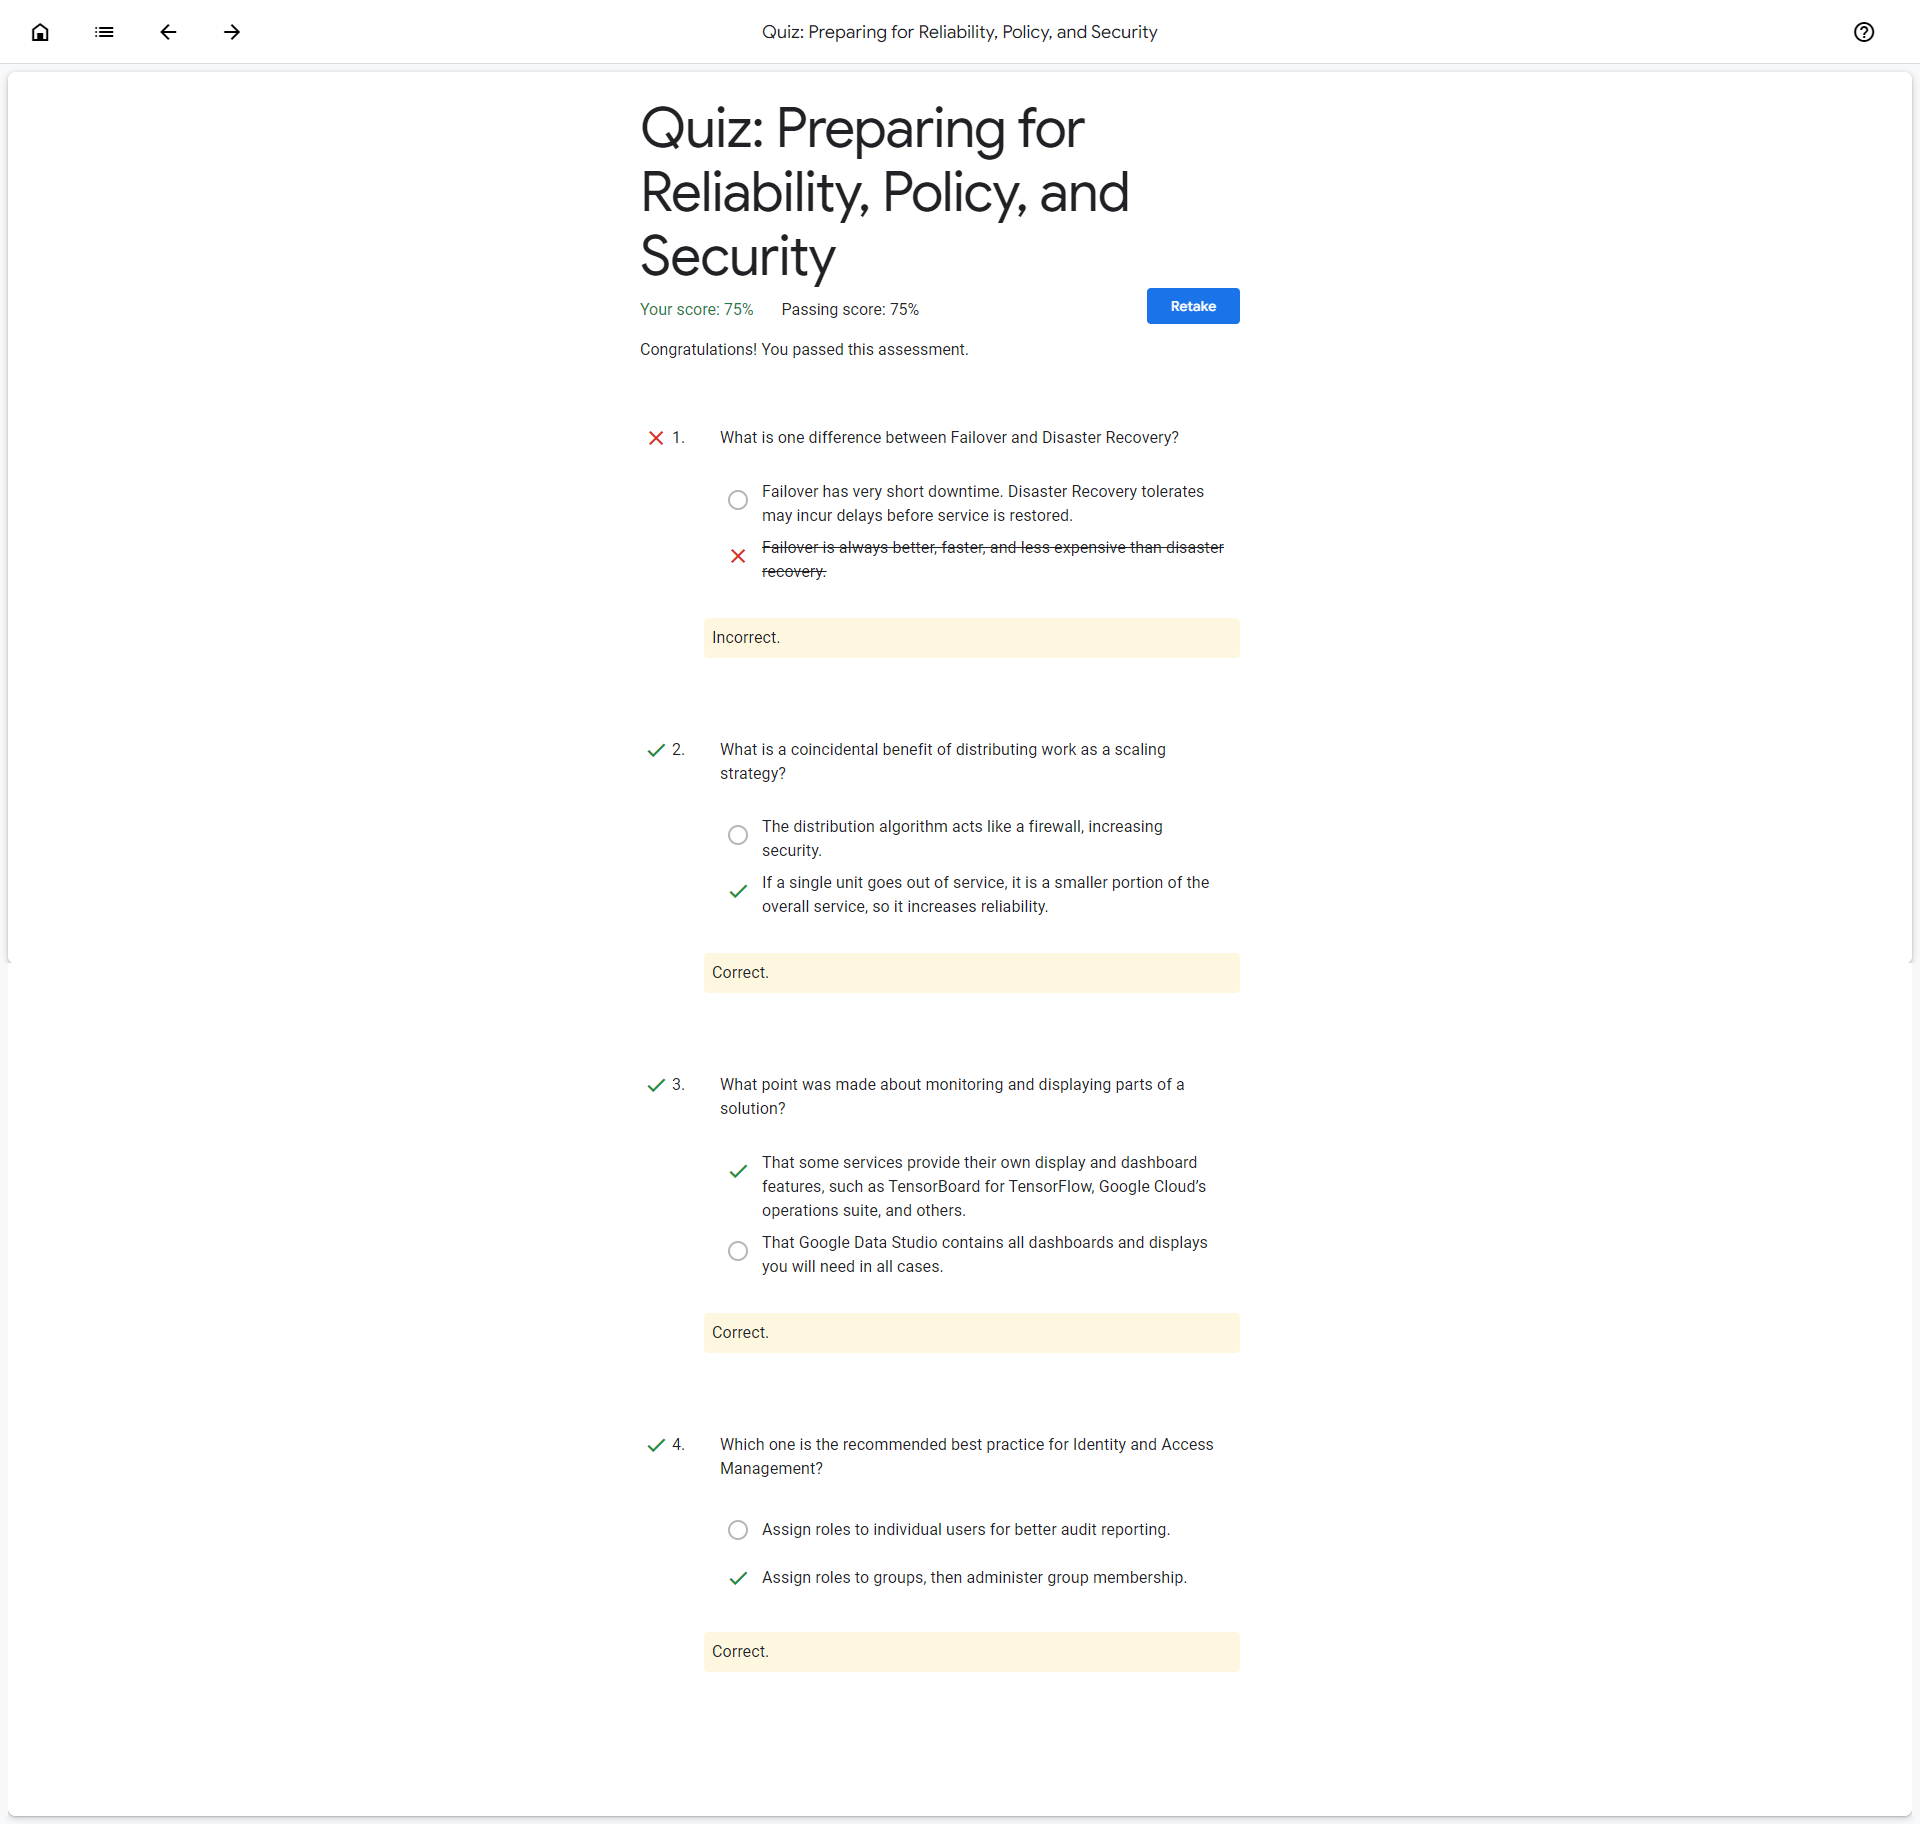 Quiz: Preparing for Reliability, Policy, and Security
Quiz: Preparing for
Reliability, Policy, and
Security
Your score: 75% Passing score: 75%
Retake
Congratulations! You passed this assessment.
1. What is one difference between Failover and Disaster Recovery?
Failover has very short downtime. Disaster Recovery tolerates
may incur delays before service is restored.
Failover is always better, faster, and less expensive than disaster
recovery.
Incorrect.
2. What is a coincidental benefit of distributing work as a scaling
strategy?
The distribution algorithm acts like a firewall, increasing
security.
If a single unit goes out of service, it is a smaller portion of the
overall service, so it increases reliability.
Correct.
3. What point was made about monitoring and displaying parts of a
solution?
That some services provide their own display and dashboard
features, such as TensorBoard for TensorFlow, Google Cloud’s
operations suite, and others.
That Google Data Studio contains all dashboards and displays
you will need in all cases.
Correct.
4. Which one is the recommended best practice for Identity and Access
Management?
Assign roles to individual users for better audit reporting.
Assign roles to groups, then administer group membership.
Correct.